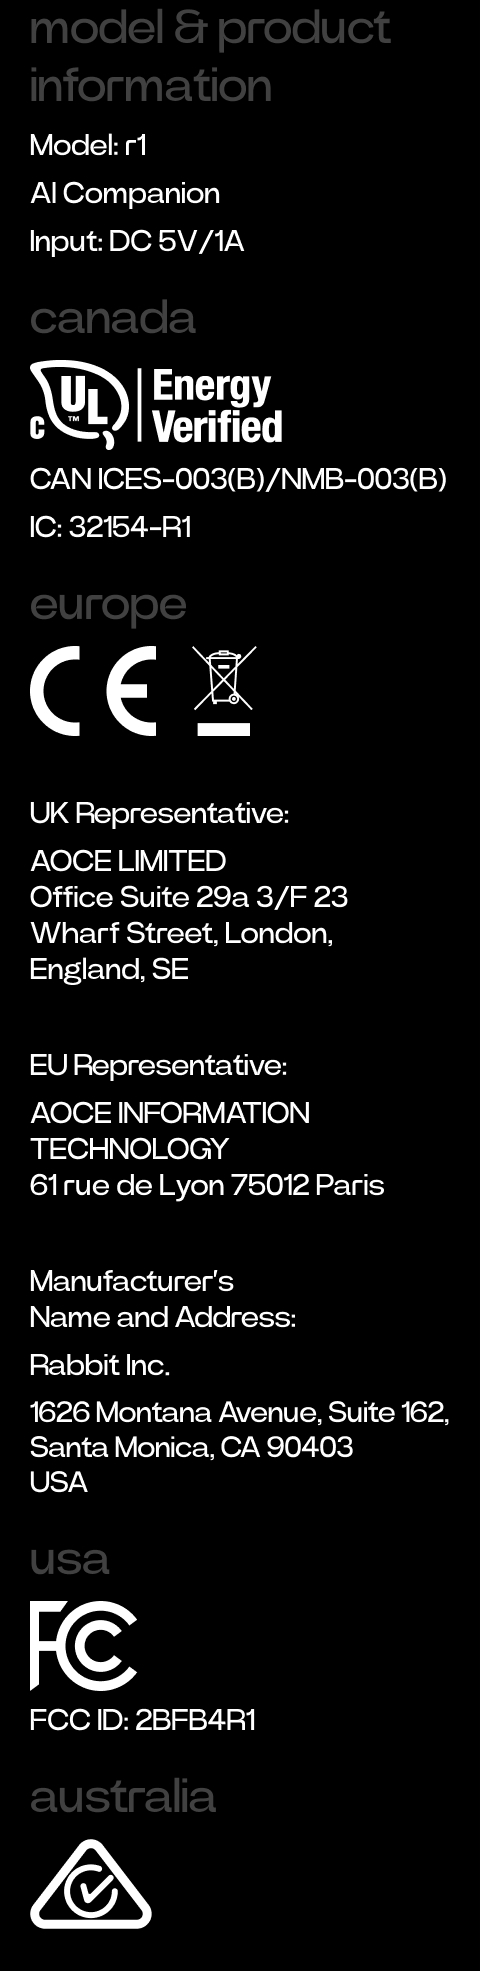 model & product
information
Model: r1
AI Companion
Input: DC 5V/1A
canada
c UL ™ Energy
Verified
CAN ICES-003(B)/NMB-003(B)
IC: 32154-R1
europe
CE
UK Representative:
AOCE LIMITED
Office Suite 29a 3/F 23
Wharf Street, London,
England, SE
EU Representative:
AOCE INFORMATION
TECHNOLOGY
61 rue de Lyon 75012 Paris
Manufacturer's
Name and Address:
Rabbit Inc.
1626 Montana Avenue, Suite 162,
Santa Monica, CA 90403
USA
usa
FC
FCC ID: 2BFB4R1
australia